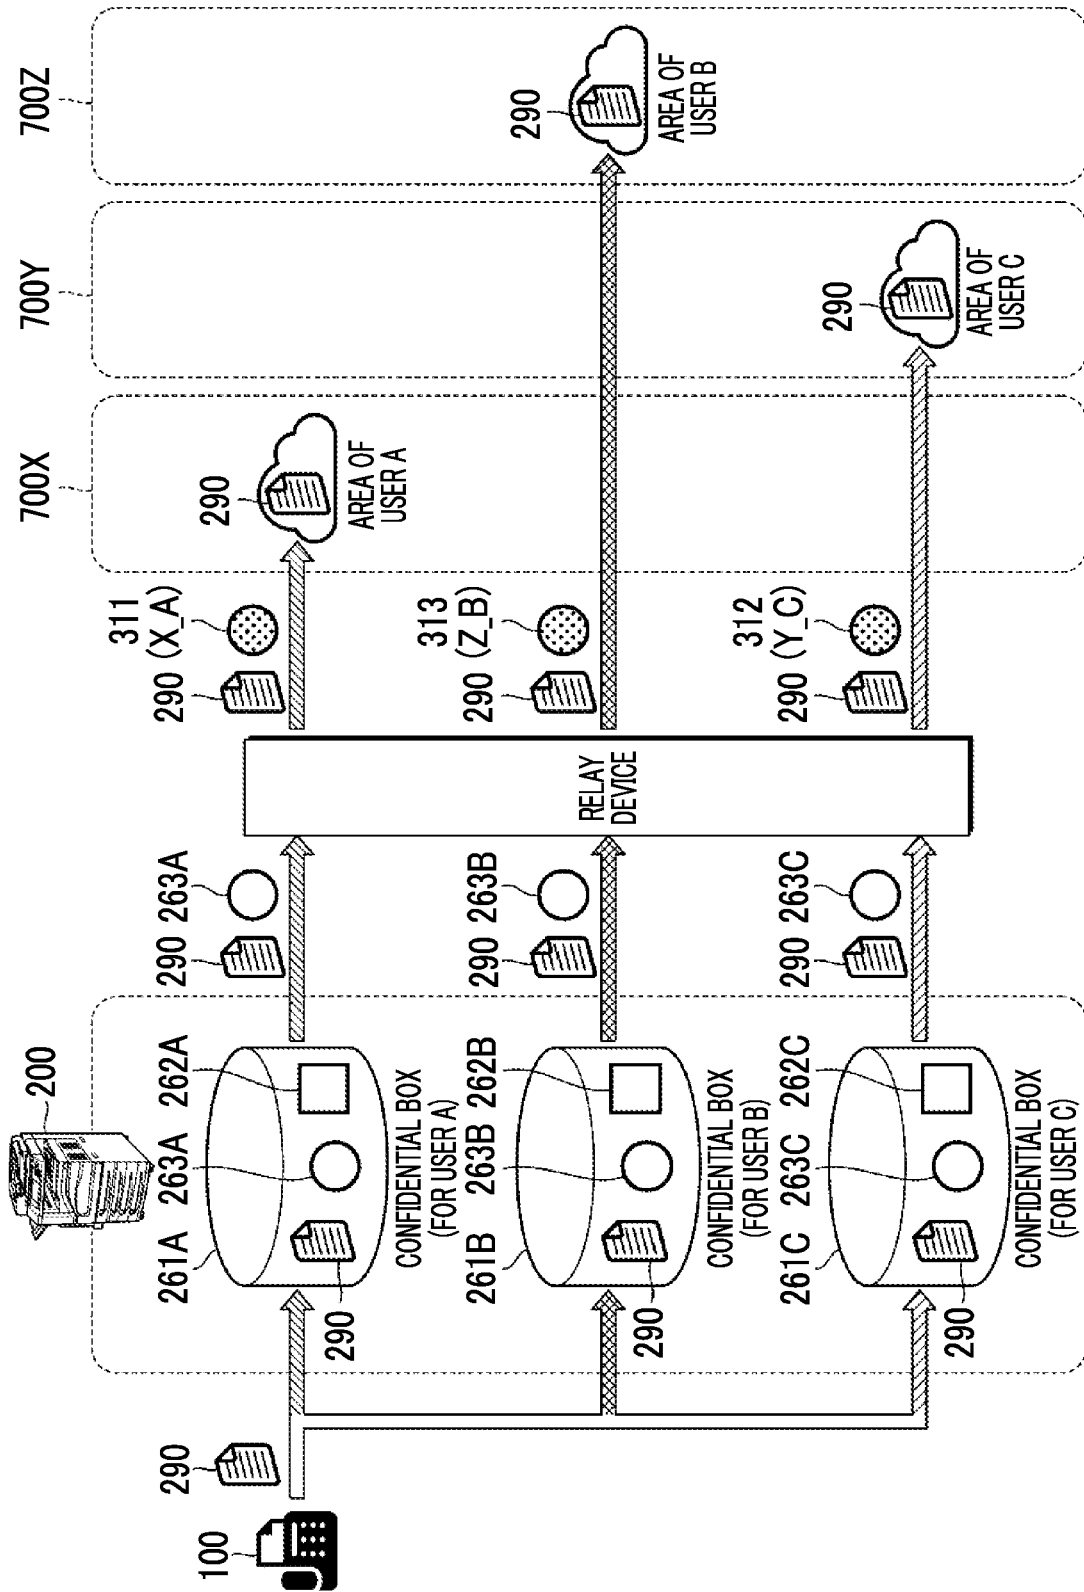 700X
700Y
700Z
200
100
290
261A
263A
262A
290
CONFIDENTIAL BOX
(FOR USER A)
290
263A
290
311
(X_A)
290
AREA OF
USER A
261B
263B
262B
290
CONFIDENTIAL BOX
(FOR USER B)
290
263B
RELAY
DEVICE
290
313
(Z_B)
290
AREA OF
USER B
261C
263C
262C
290
CONFIDENTIAL BOX
(FOR USER C)
290
263C
290
312
(Y_C)
290
AREA OF
USER C